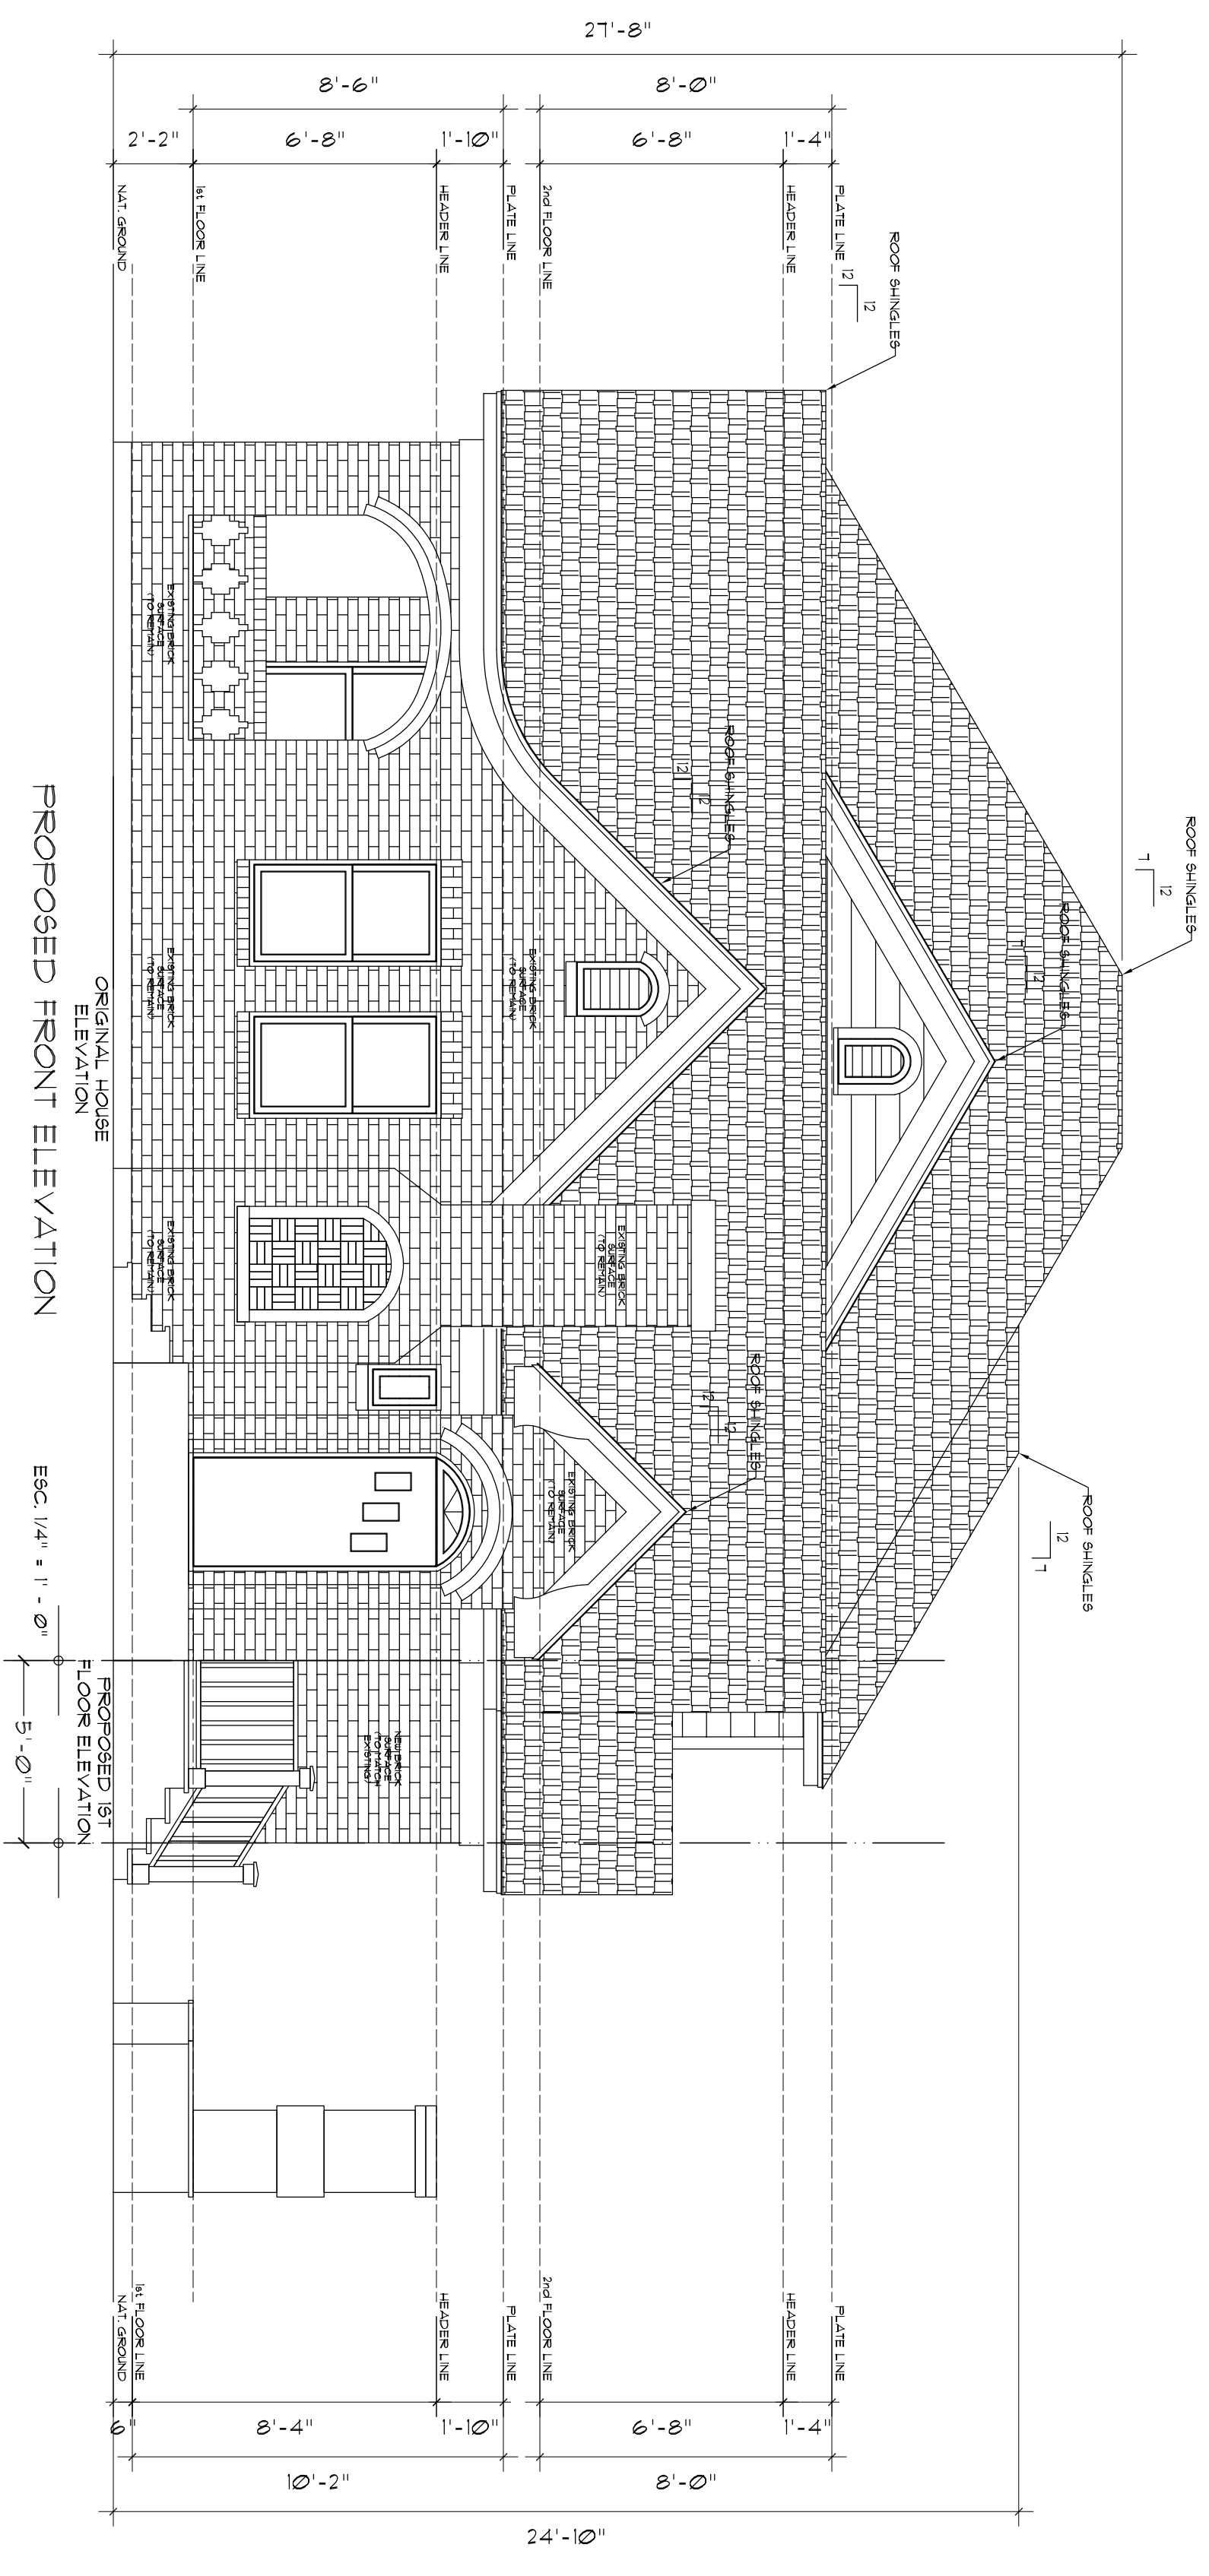 27'-8"
8'-6"
8'-0"
2'-2"
6'-8"
1'-10"
6'-8"
1'-4"
NAT. GROUND
1st FLOOR LINE
HEADER LINE
PLATE LINE
2nd FLOOR LINE
HEADER LINE
PLATE LINE
ROOF SHINGLES
12
12
ROOF SHINGLES
12
7
ROOF SHINGLES
12
7
ROOF SHINGLES
12
12
ROOF SHINGLES
12
12
ROOF SHINGLES
12
7
EXISTING BRICK
SURFACE
(TO REMAIN)
EXISTING BRICK
SURFACE
(TO REMAIN)
EXISTING BRICK
SURFACE
(TO REMAIN)
EXISTING BRICK
SURFACE
(TO REMAIN)
EXISTING BRICK
SURFACE
(TO REMAIN)
EXISTING BRICK
SURFACE
(TO REMAIN)
NEW BRICK
SURFACE
(TO MATCH
EXISTING)
ORIGINAL HOUSE
ELEVATION
PROPOSED 1ST
FLOOR ELEVATION
5'-0"
PROPOSED FRONT ELEVATION
ESC. 1/4" = 1' - 0"
NAT. GROUND
1st FLOOR LINE
HEADER LINE
PLATE LINE
2nd FLOOR LINE
HEADER LINE
PLATE LINE
6"
8'-4"
1'-10"
6'-8"
1'-4"
10'-2"
8'-0"
24'-10"